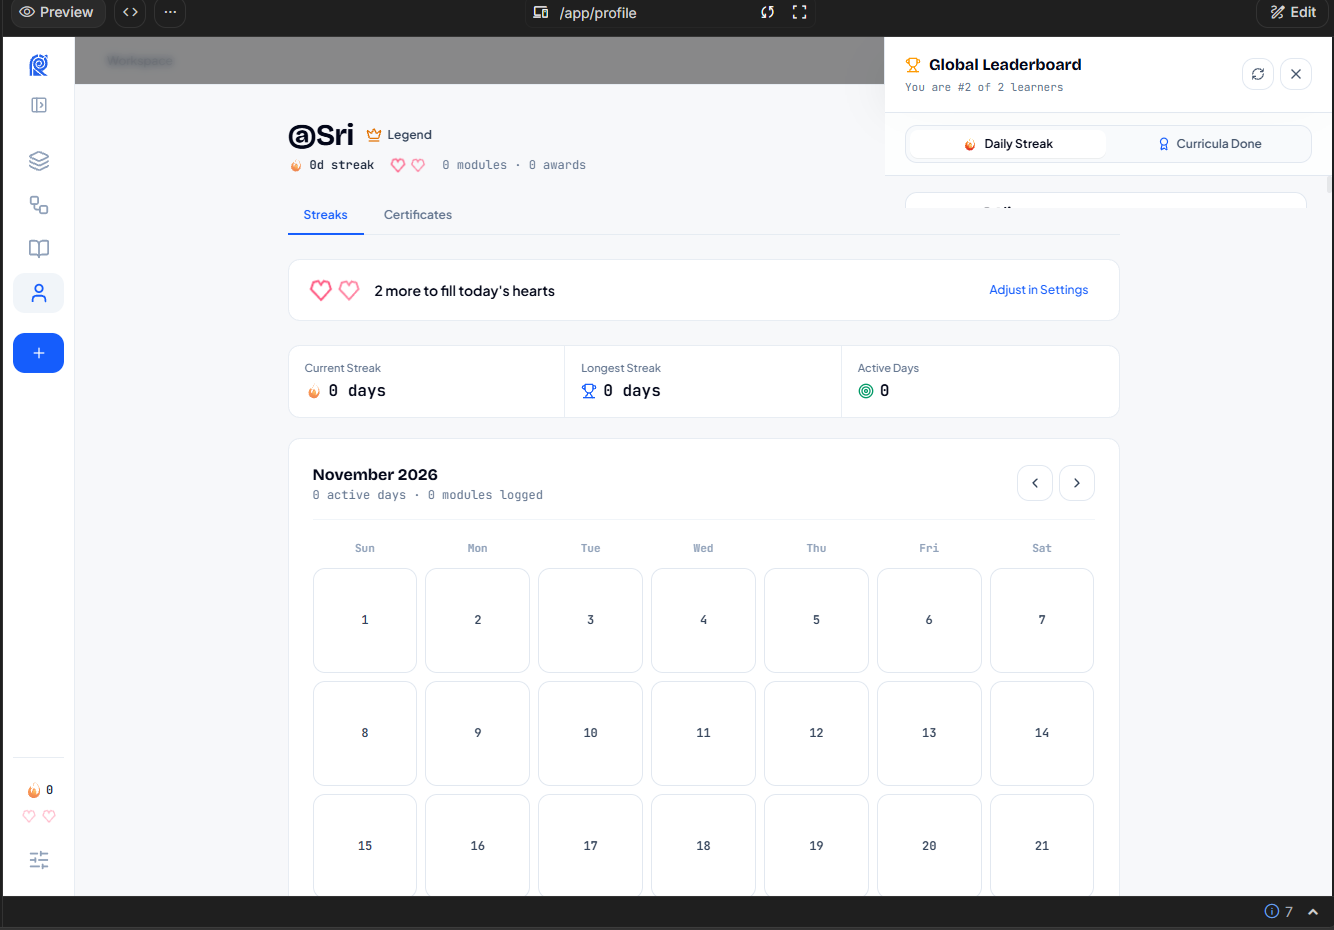 Preview
/app/profile
Edit
Workspace
Global Leaderboard
You are #2 of 2 learners
Daily Streak
Curricula Done
@Sri
Legend
0d streak
0 modules · 0 awards
Streaks
Certificates
2 more to fill today's hearts
Adjust in Settings
Current Streak
0 days
Longest Streak
0 days
Active Days
0
November 2026
0 active days · 0 modules logged
Sun Mon Tue Wed Thu Fri Sat
1 2 3 4 5 6 7
8 9 10 11 12 13 14
15 16 17 18 19 20 21
0
7